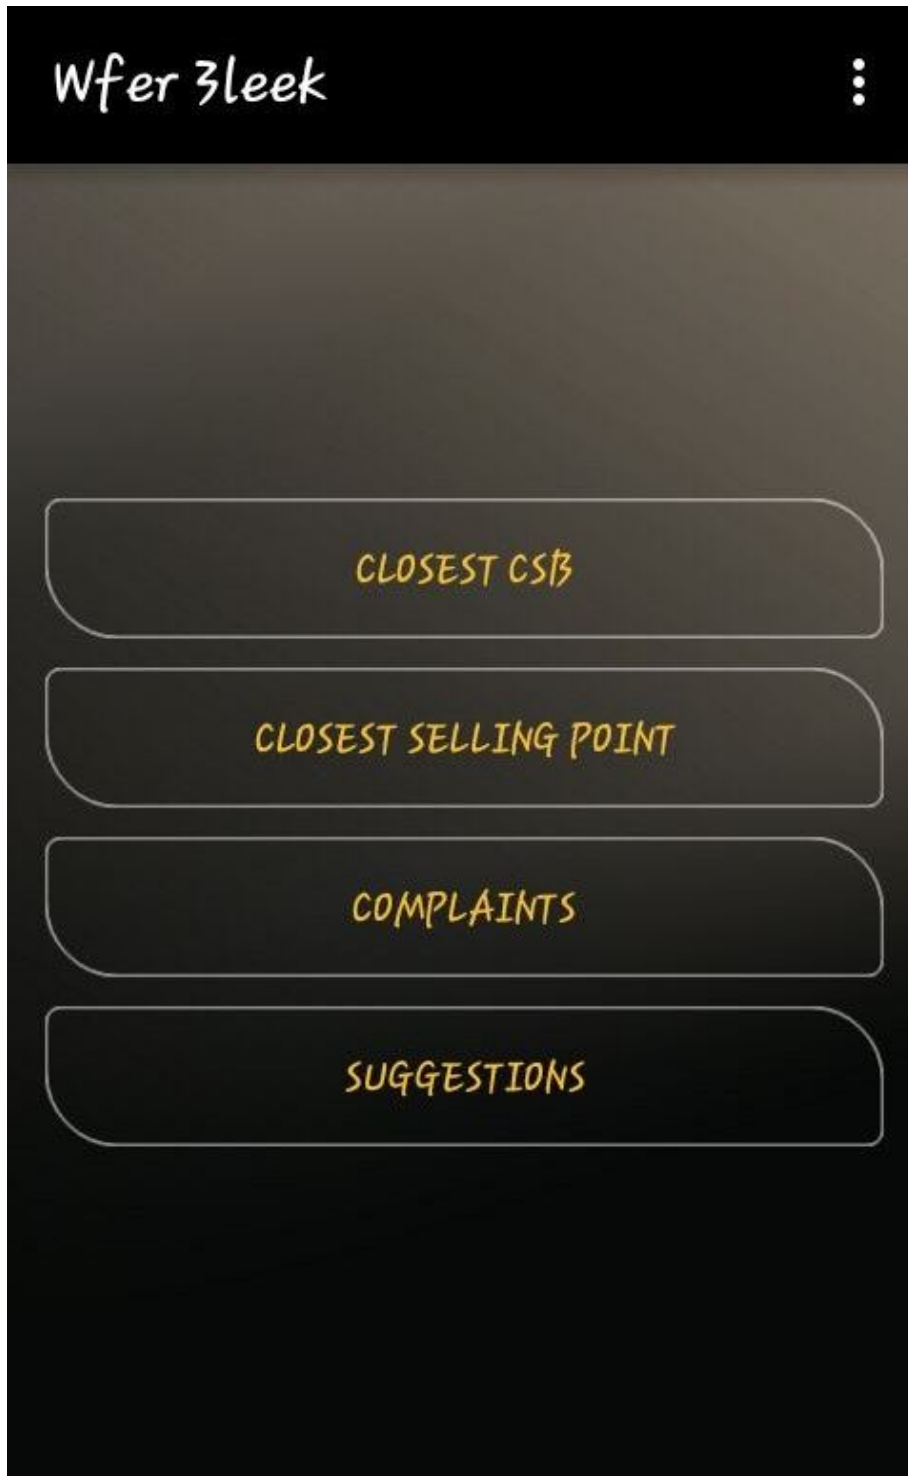 Wfer 3leek
CLOSEST CSB
CLOSEST SELLING POINT
COMPLAINTS
SUGGESTIONS